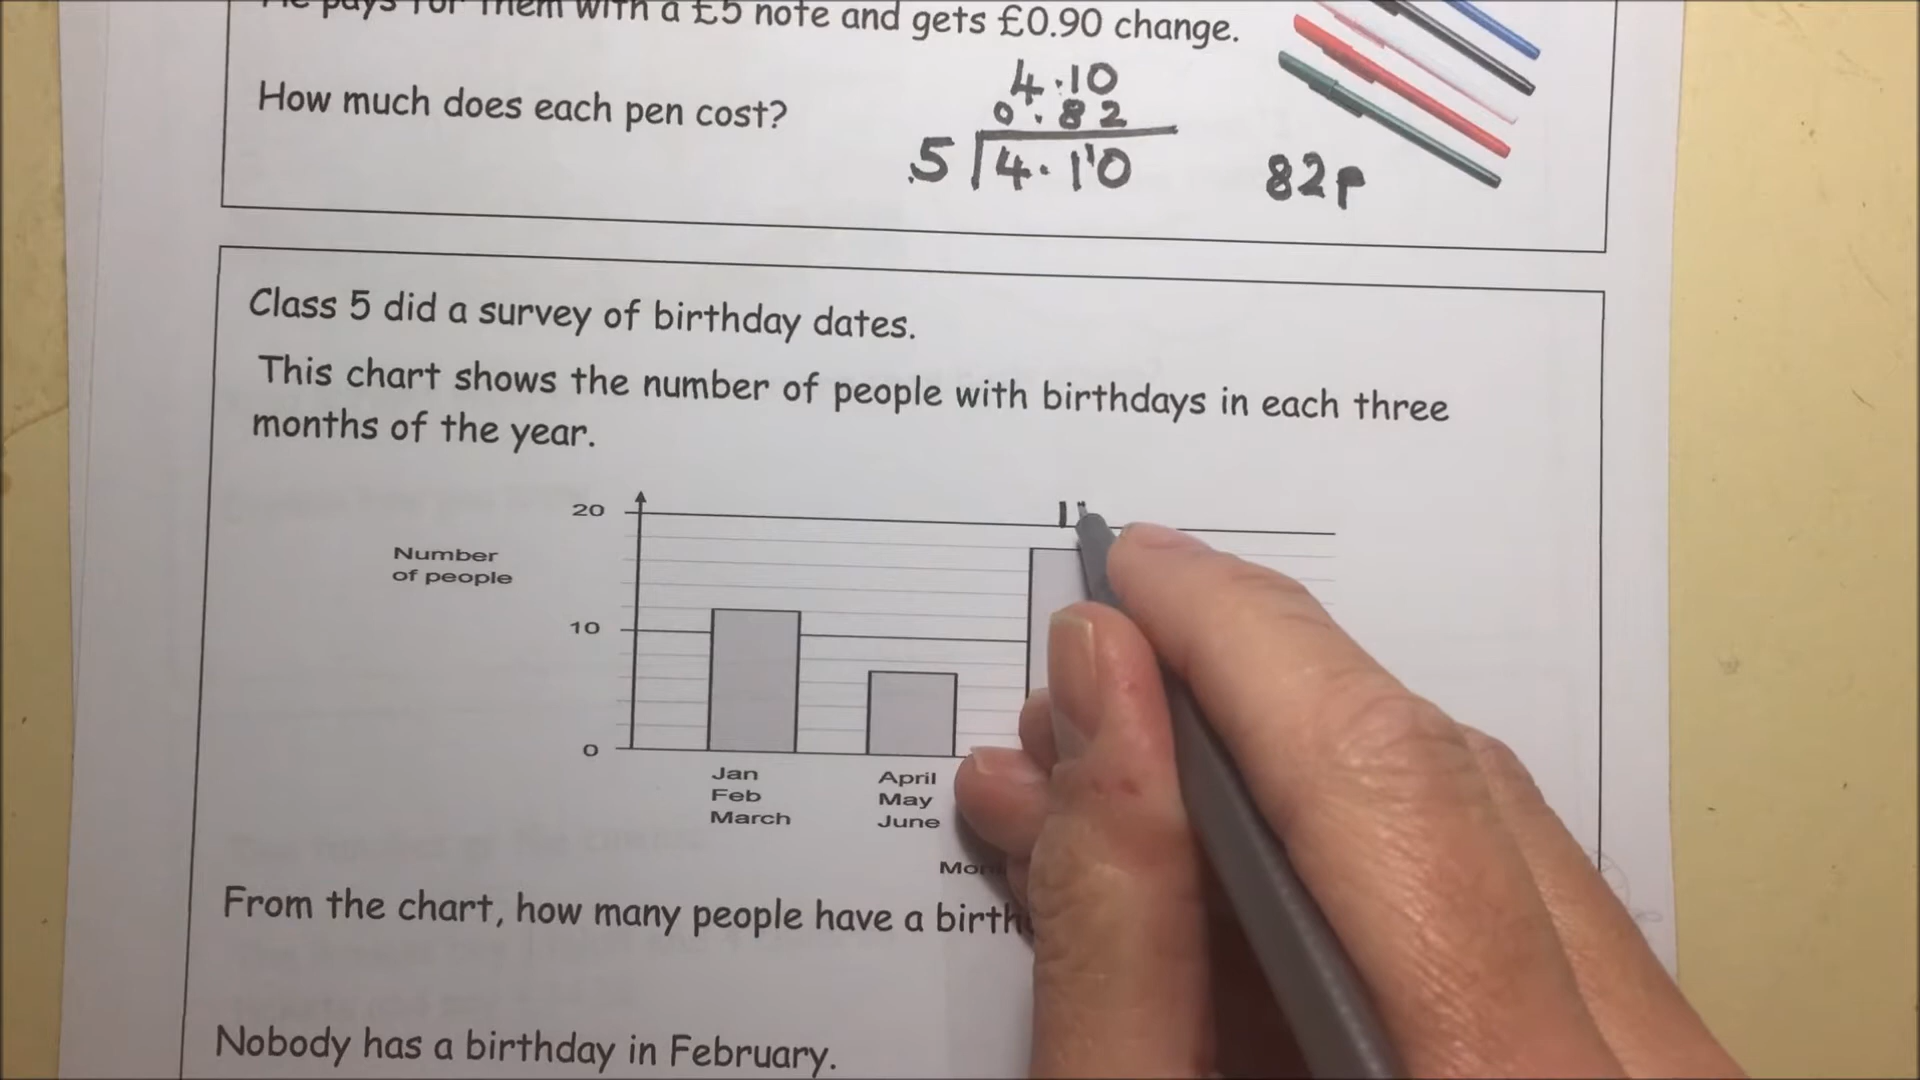 He pays for them with a £5 note and gets £0.90 change.
How much does each pen cost?
4.10
0.82
5 4.1'0
82p
Class 5 did a survey of birthday dates.
This chart shows the number of people with birthdays in each three
months of the year.
20
Number
of people
10
0
Jan
Feb
March
April
May
June
From the chart, how many people have a
Nobody has a birthday in February.